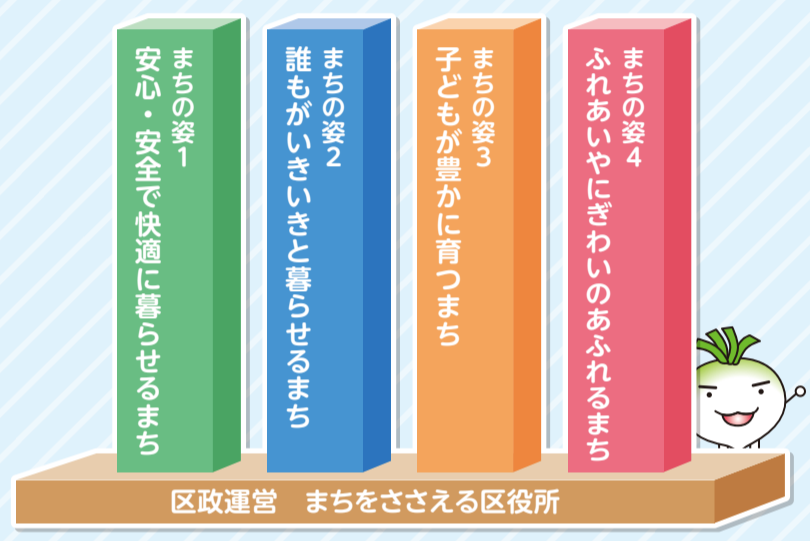 まちの姿1
安心・安全で快適に暮らせるまち
まちの姿2
誰もがいきいきと暮らせるまち
まちの姿3
子どもが豊かに育つまち
まちの姿4
ふれあいやにぎわいのあふれるまち
区政運営　まちをささえる区役所